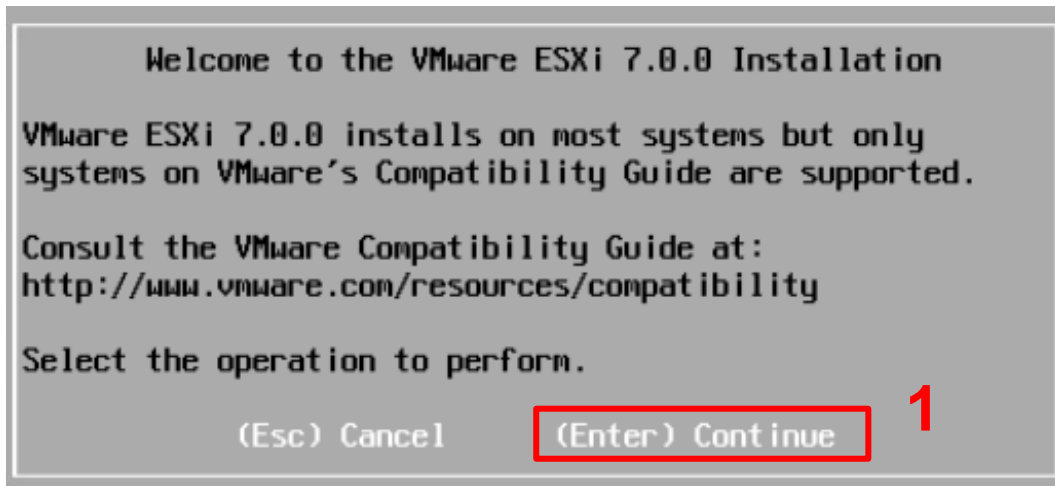 Welcome to the VMware ESXi 7.0.0 Installation
VMware ESXi 7.0.0 installs on most systems but only
systems on VMware's Compatibility Guide are supported.
Consult the VMware Compatibility Guide at:
http://www.vmware.com/resources/compatibility
Select the operation to perform.
(Esc) Cancel (Enter) Continue 1